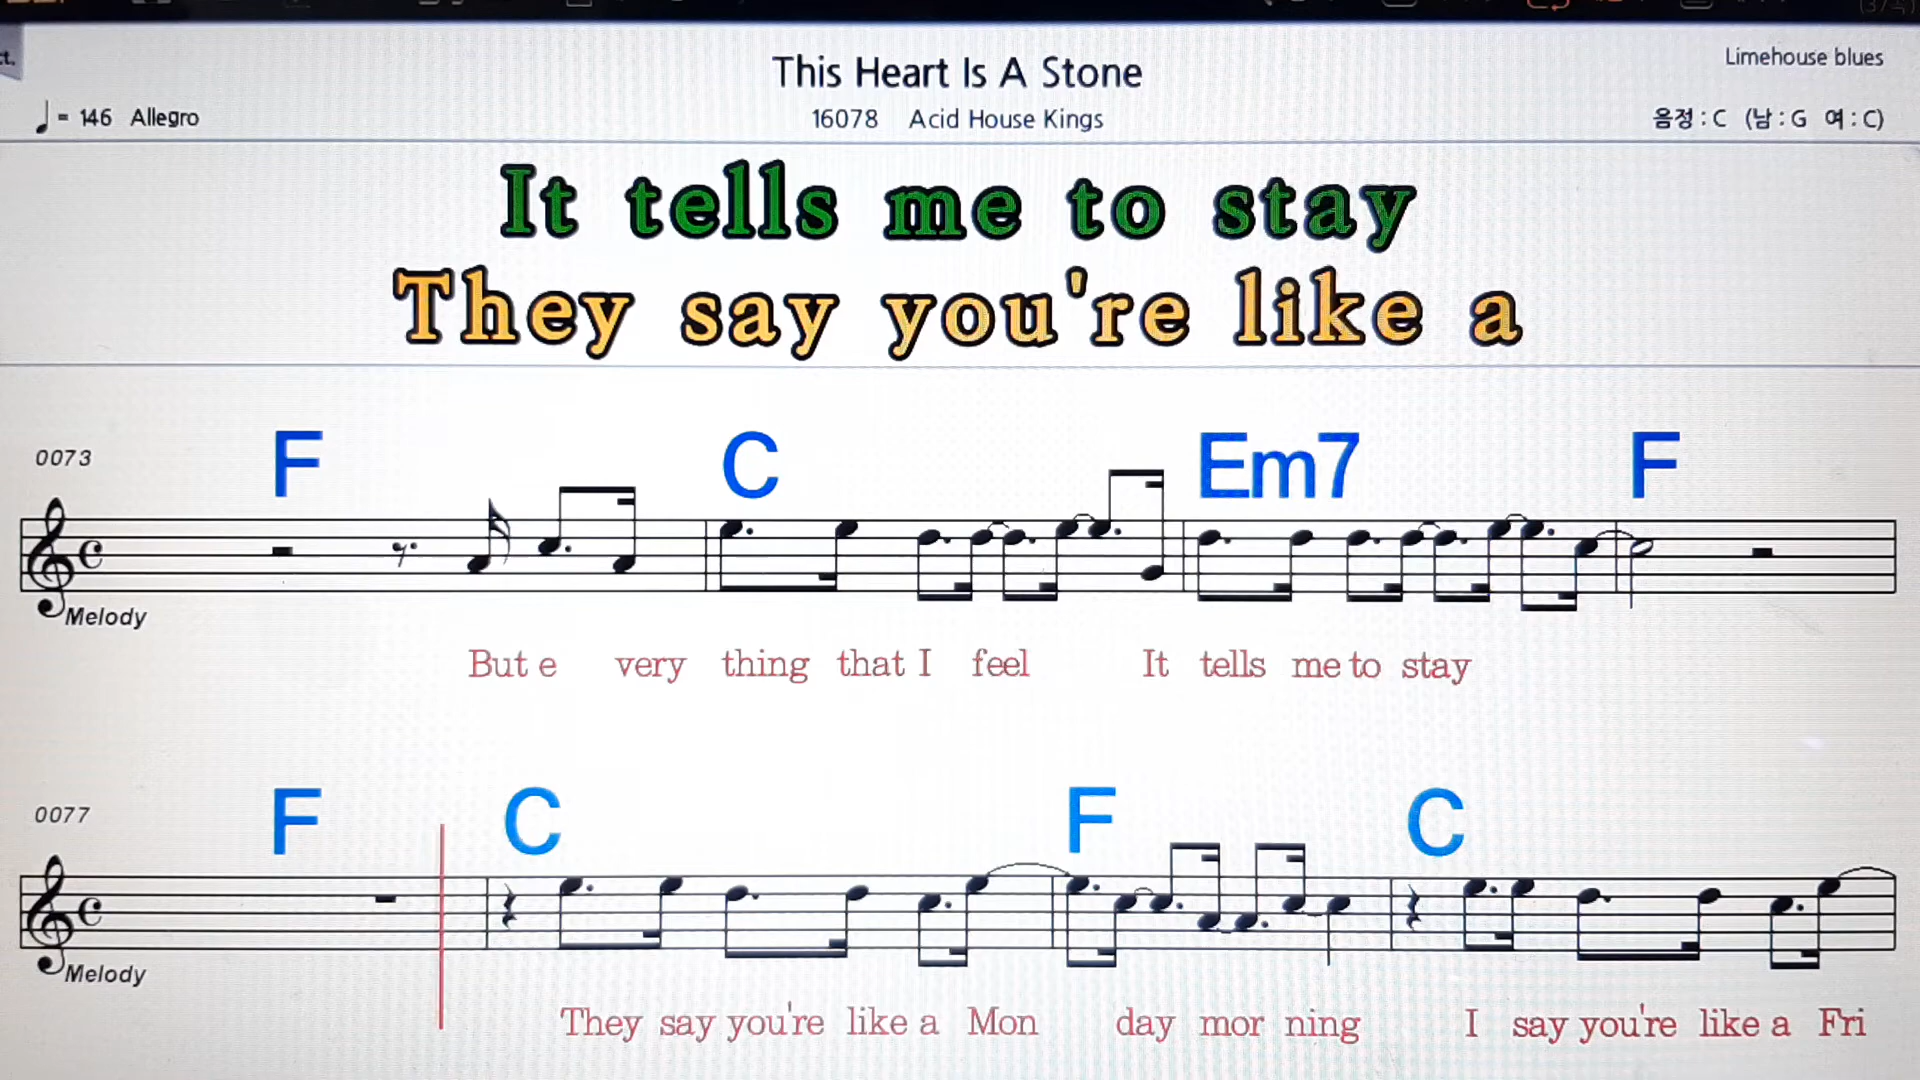 ct.
This Heart Is A Stone
Limehouse blues
= 146 Allegro
16078 Acid House Kings
음정 : C (남 : G 여 : C)
It tells me to stay
They say you're like a
0073
F C Em7 F
Melody
But e very thing that I feel It tells me to stay
0077
F C F C
Melody
They say you're like a Mon day mor ning I say you're like a Fri